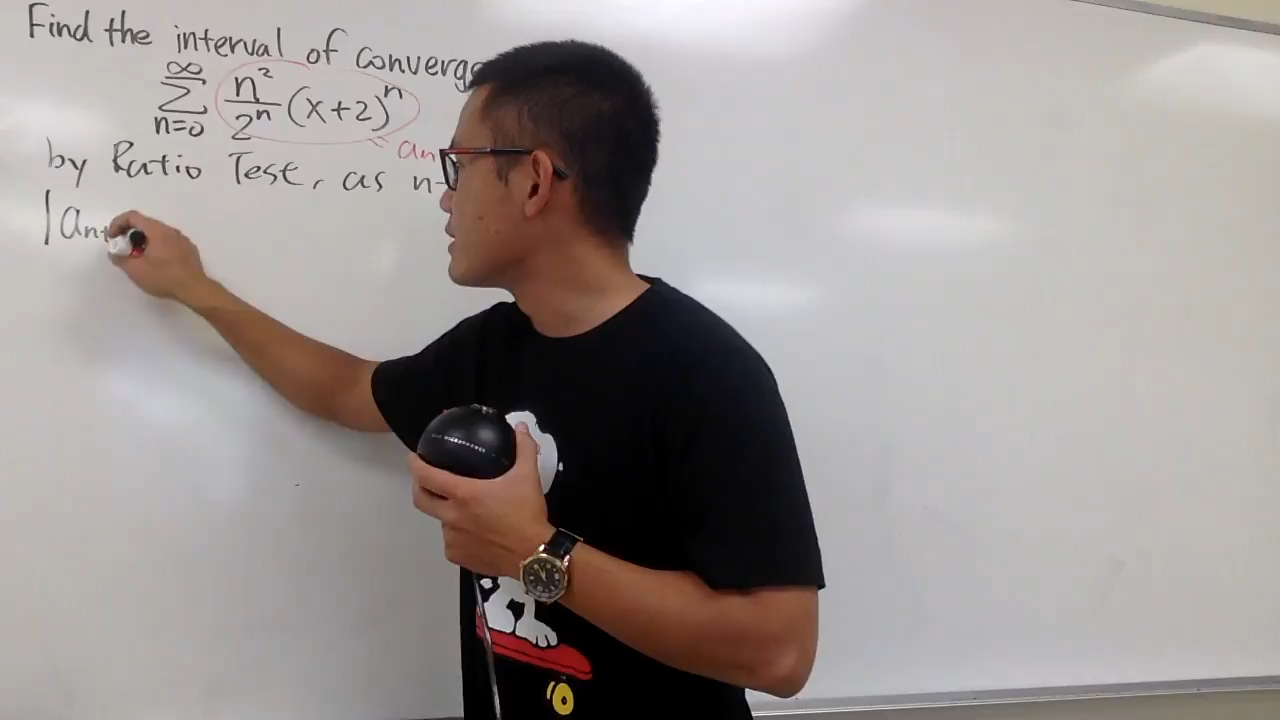 Find the interval of converge
∞
Σ n²/2ⁿ (x+2)ⁿ
n=0
an
by Ratio Test, as n-
|an+